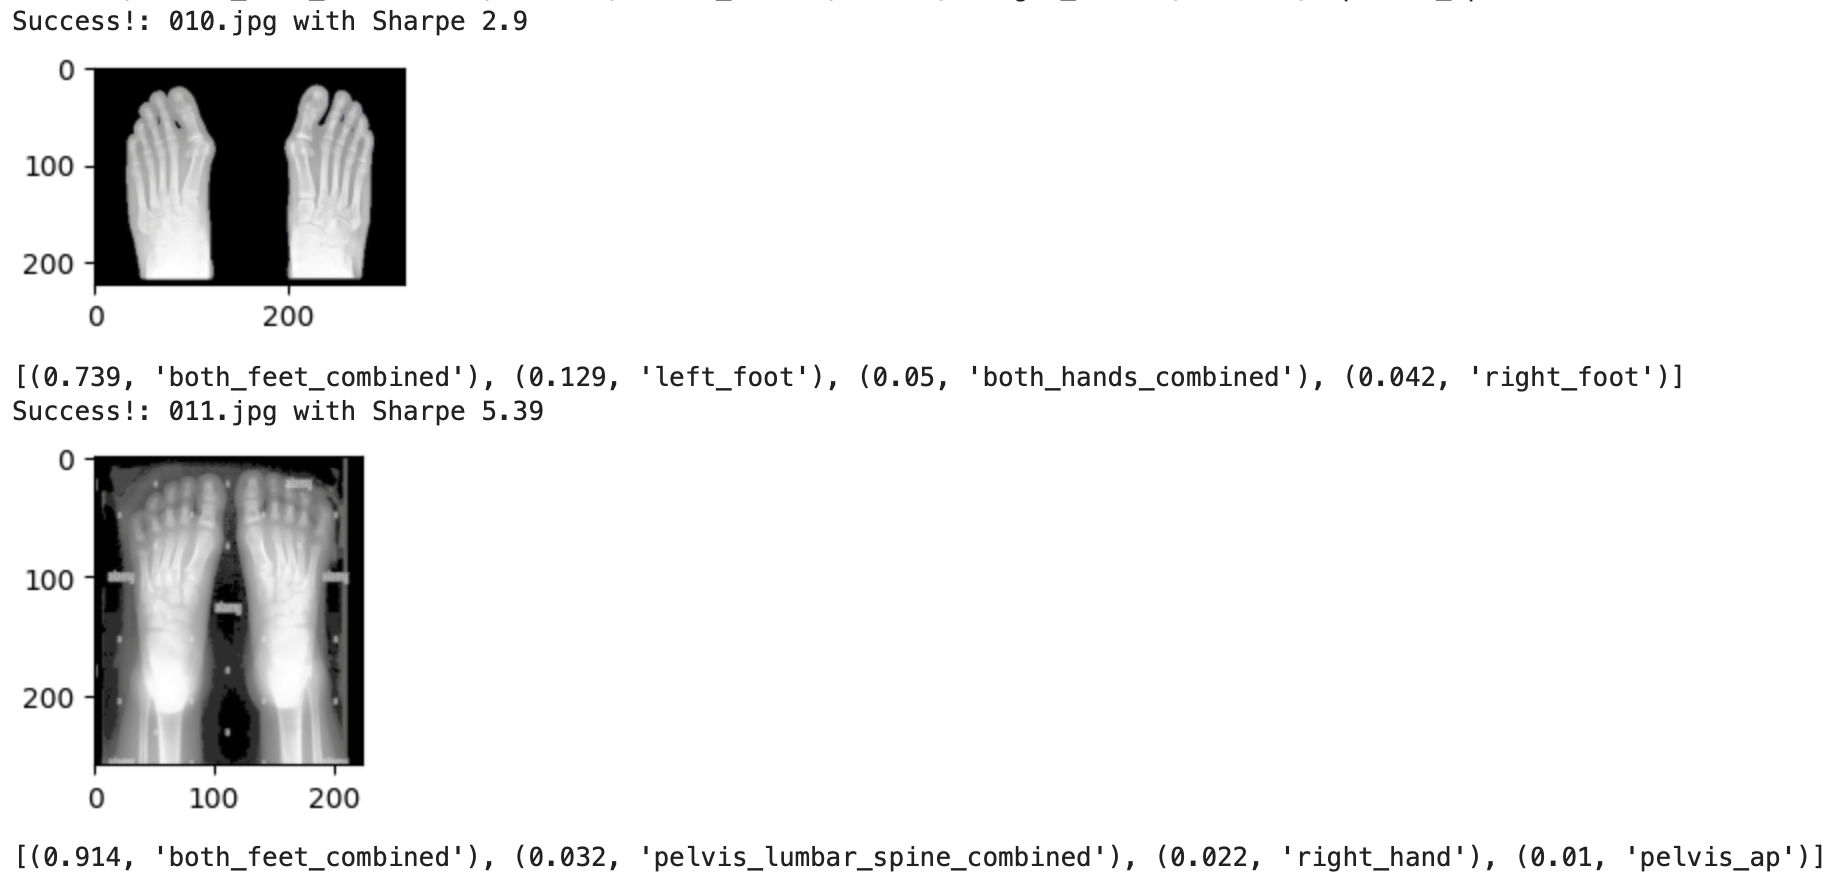 Success!: 010.jpg with Sharpe 2.9
0
100
200
0 200
[(0.739, 'both_feet_combined'), (0.129, 'left_foot'), (0.05, 'both_hands_combined'), (0.042, 'right_foot')]
Success!: 011.jpg with Sharpe 5.39
0
100
200
0 100 200
[(0.914, 'both_feet_combined'), (0.032, 'pelvis_lumbar_spine_combined'), (0.022, 'right_hand'), (0.01, 'pelvis_ap')]